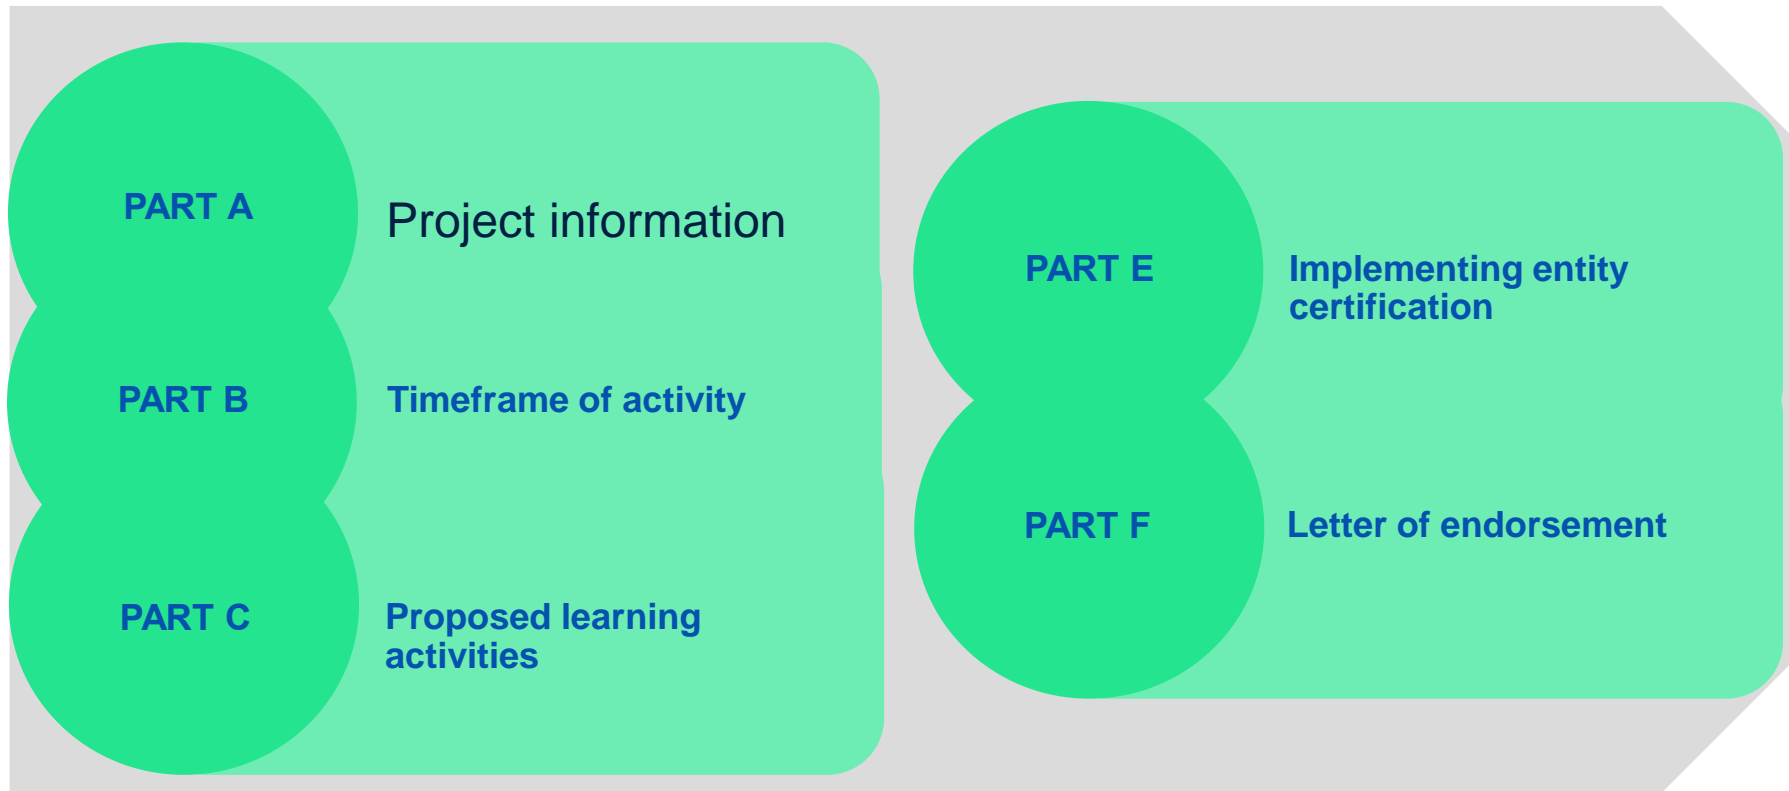 PART A
Project information
PART B
Timeframe of activity
PART C
Proposed learning
activities
PART E
Implementing entity
certification
PART F
Letter of endorsement